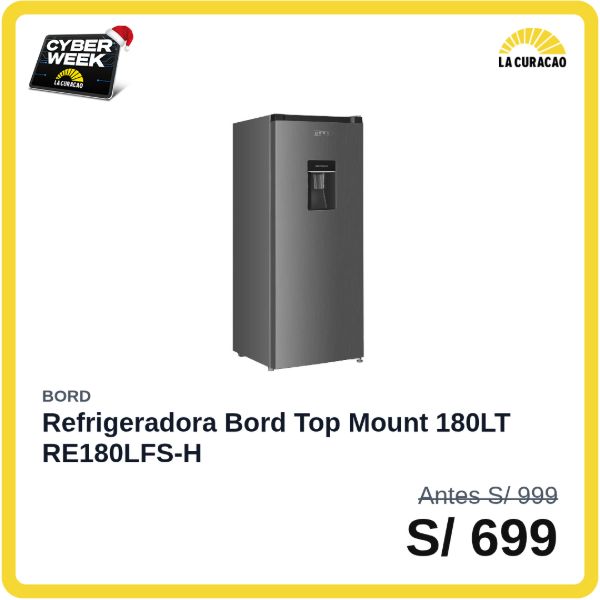 CYBER
WEEK
LA CURACAO
LA CURACAO
BORD
Refrigeradora Bord Top Mount 180LT
RE180LFS-H
Antes S/ 999
S/ 699